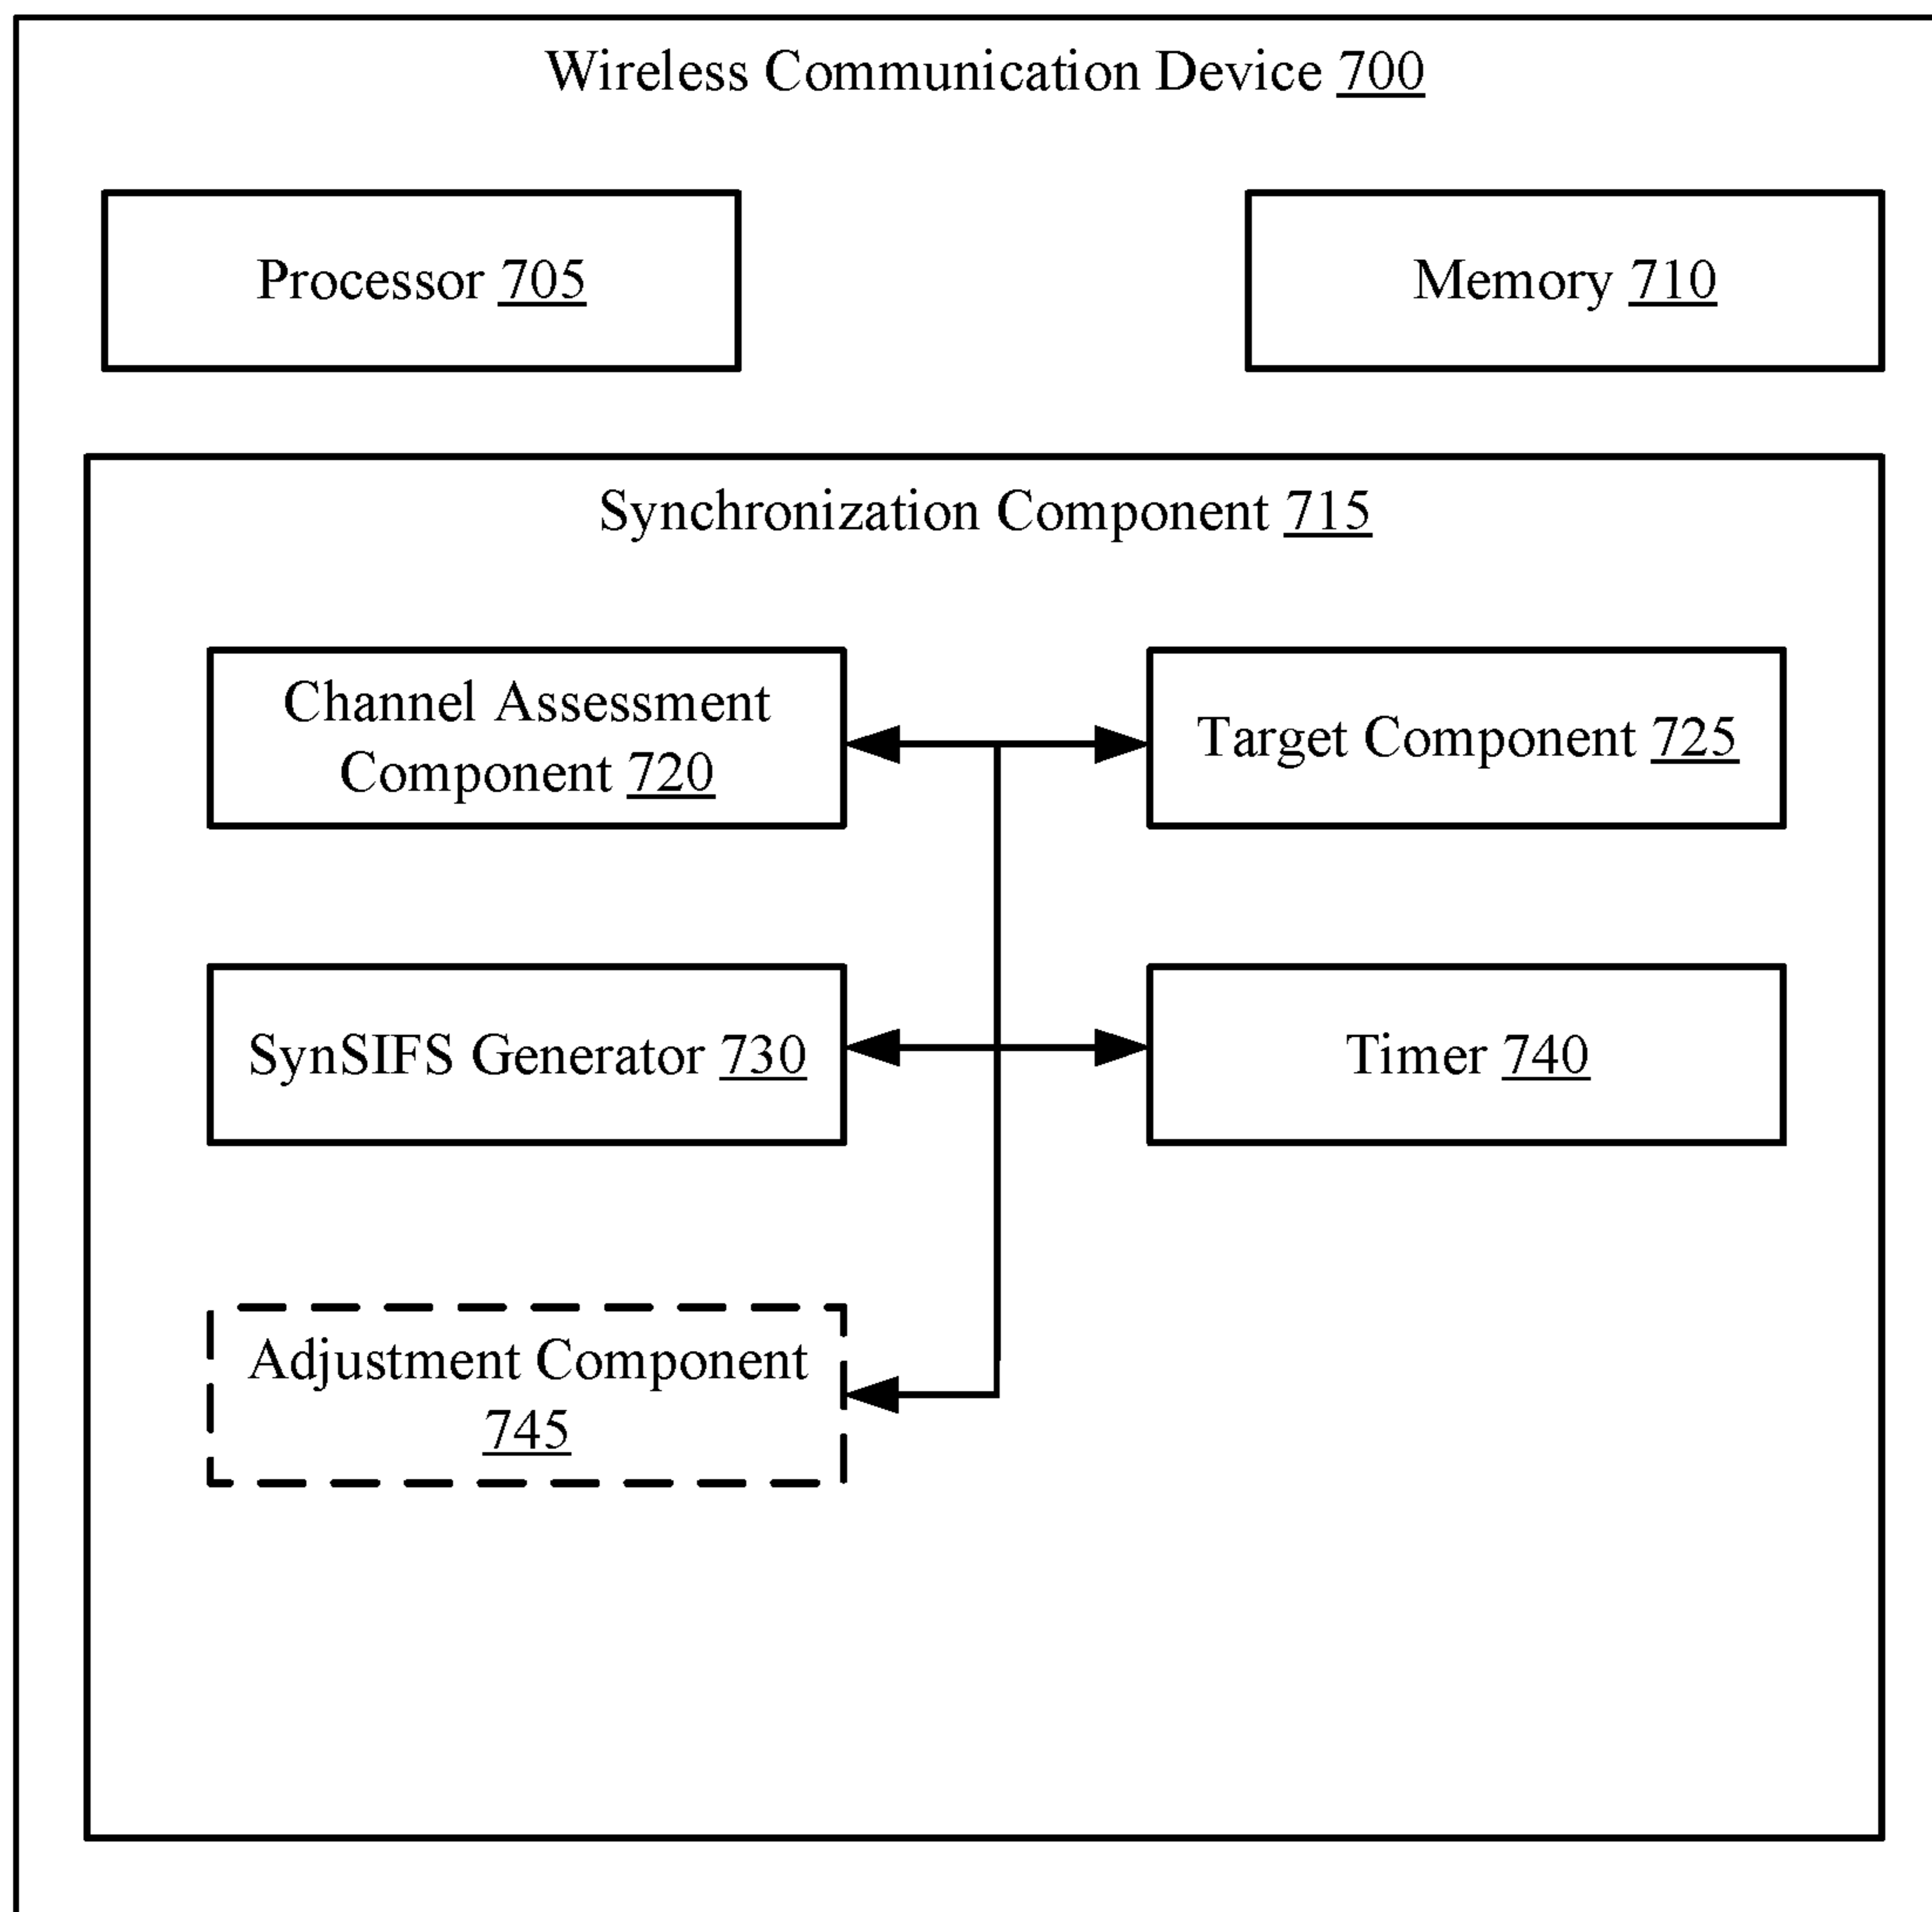 Wireless Communication Device 700
Processor 705
Memory 710
Synchronization Component 715
Channel Assessment
Component 720
Target Component 725
SynSIFS Generator 730
Timer 740
Adjustment Component
745